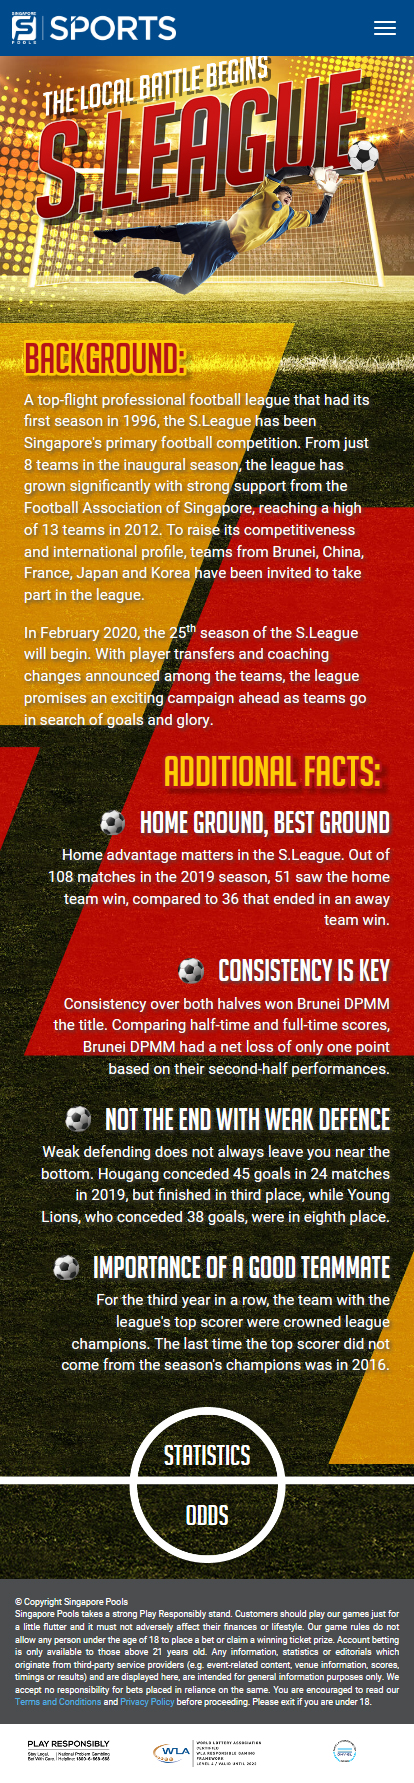 SINGAPORE
POOLS
SPORTS
THE LOCAL BATTLE BEGINS
S.LEAGUE
BACKGROUND:
A top-flight professional football league that had its
first season in 1996, the S.League has been
Singapore's primary football competition. From just
8 teams in the inaugural season, the league has
grown significantly with strong support from the
Football Association of Singapore, reaching a high
of 13 teams in 2012. To raise its competitiveness
and international profile, teams from Brunei, China,
France, Japan and Korea have been invited to take
part in the league.
In February 2020, the 25th season of the S.League
will begin. With player transfers and coaching
changes announced among the teams, the league
promises an exciting campaign ahead as teams go
in search of goals and glory.
ADDITIONAL FACTS:
HOME GROUND, BEST GROUND
Home advantage matters in the S.League. Out of
108 matches in the 2019 season, 51 saw the home
team win, compared to 36 that ended in an away
team win.
CONSISTENCY IS KEY
Consistency over both halves won Brunei DPMM
the title. Comparing half-time and full-time scores,
Brunei DPMM had a net loss of only one point
based on their second-half performances.
NOT THE END WITH WEAK DEFENCE
Weak defending does not always leave you near the
bottom. Hougang conceded 45 goals in 24 matches
in 2019, but finished in third place, while Young
Lions, who conceded 38 goals, were in eighth place.
IMPORTANCE OF A GOOD TEAMMATE
For the third year in a row, the team with the
league's top scorer were crowned league
champions. The last time the top scorer did not
come from the season's champions was in 2016.
STATISTICS
ODDS
© Copyright Singapore Pools
Singapore Pools takes a strong Play Responsibly stand. Customers should play our games just for
a little flutter and it must not adversely affect their finances or lifestyle. Our game rules do not
allow any person under the age of 18 to place a bet or claim a winning ticket prize. Account betting
is only available to those above 21 years old. Any information, statistics or editorials which
originate from third-party service providers (e.g. event-related content, venue information, scores,
timings or results) and are displayed here, are intended for general information purposes only. We
accept no responsibility for bets placed in reliance on the same. You are encouraged to read our
Terms and Conditions and Privacy Policy before proceeding. Please exit if you are under 18.
PLAY RESPONSIBLY
Stay Local. | National Problem Gambling
Bet With Care. | Helpline: 1800-6-668-668
WLA
WORLD LOTTERY ASSOCIATION
CERTIFIED
WLA RESPONSIBLE GAMING
FRAMEWORK